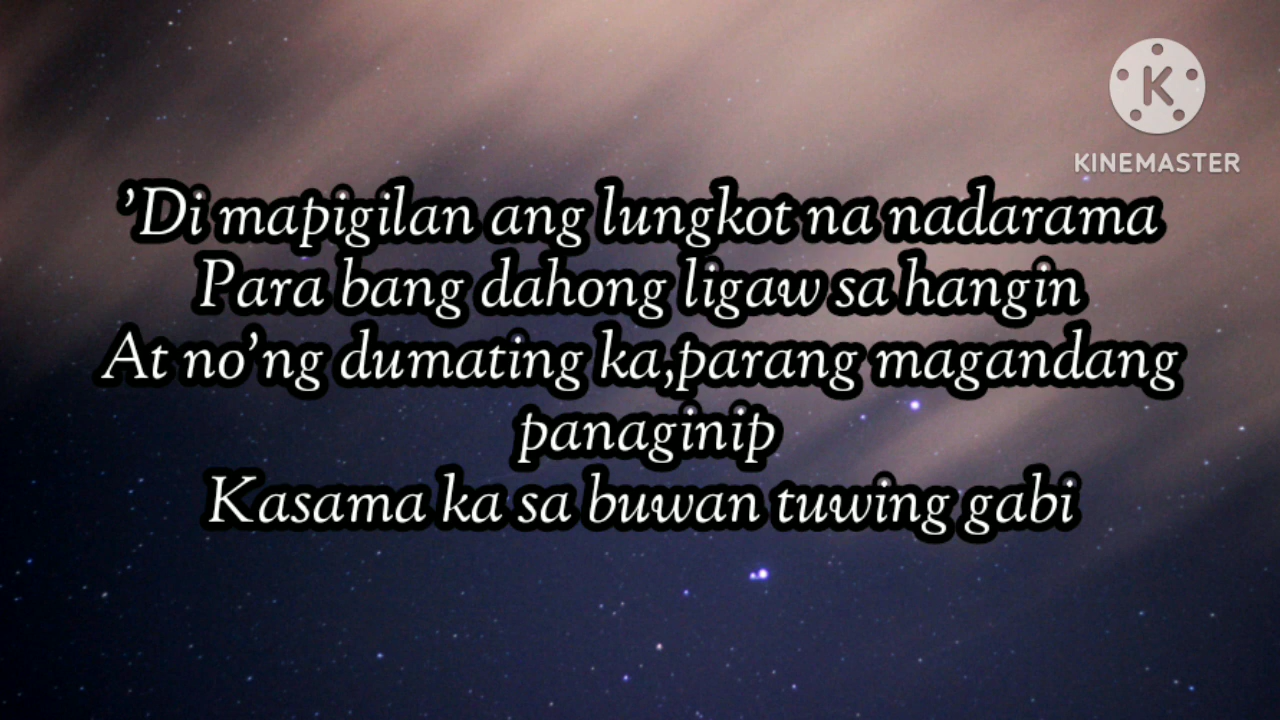 KINEMASTER
'Di mapigilan ang lungkot na nadarama
Para bang dahong ligaw sa hangin
At no'ng dumating ka,parang magandang
panaginip
Kasama ka sa buwan tuwing gabi